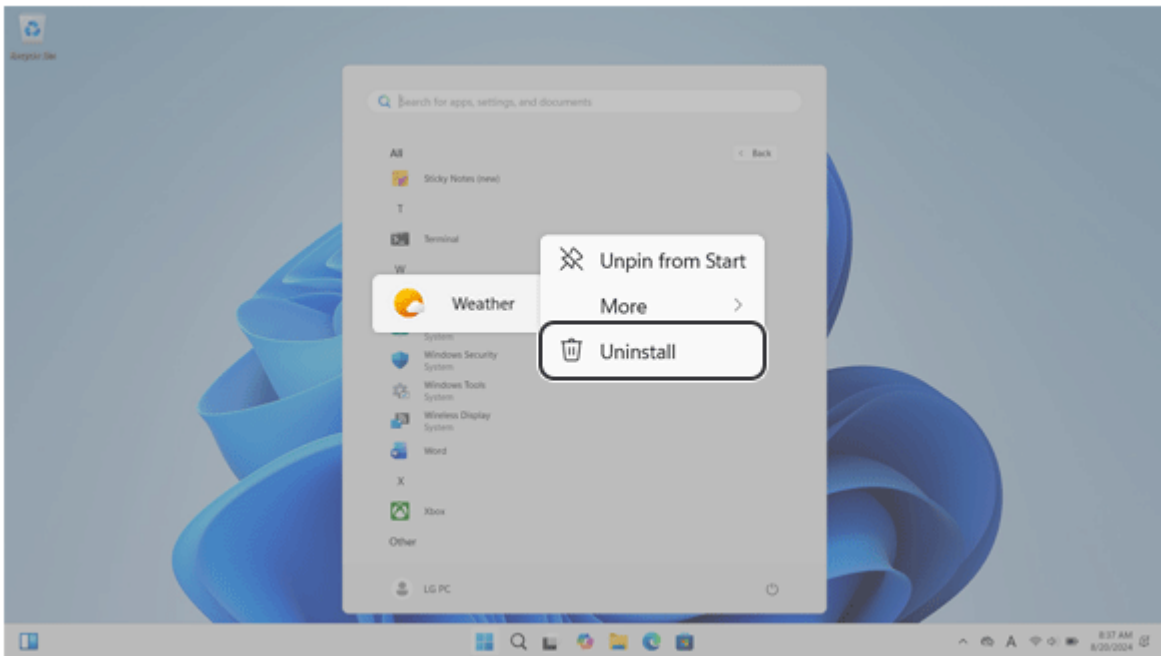 Search for apps, settings, and documents
All
Back
Sticky Notes (new)
T
Terminal
W
Unpin from Start
Weather
More
System
Uninstall
Windows Security
System
Windows Tools
System
Wireless Display
System
Word
X
Xbox
Other
LG PC
A
8:37 AM
8/20/2024